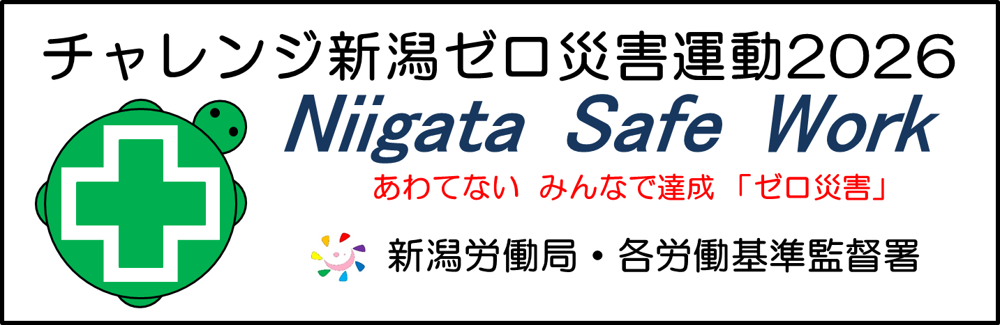 チャレンジ新潟ゼロ災害運動2026
Niigata Safe Work
あわてない みんなで達成「ゼロ災害」
新潟労働局・各労働基準監督署